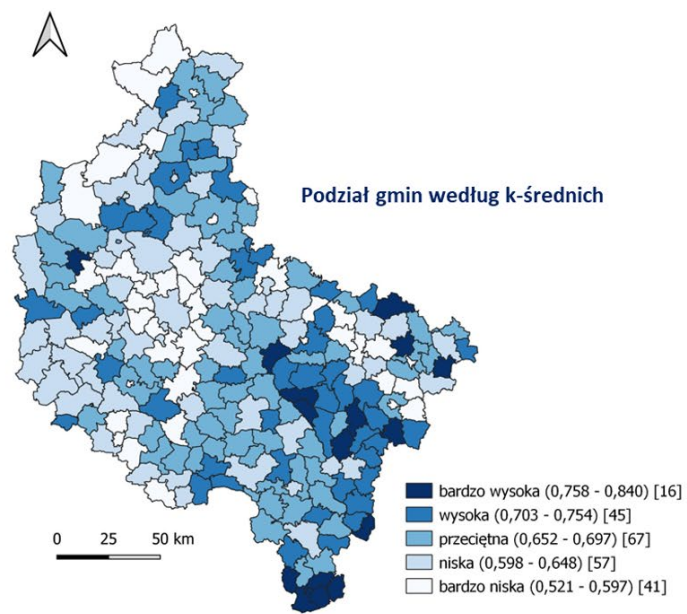 Podział gmin według k-średnich
bardzo wysoka (0,758 - 0,840) [16]
wysoka (0,703 - 0,754) [45]
przeciętna (0,652 - 0,697) [67]
niska (0,598 - 0,648) [57]
bardzo niska (0,521 - 0,597) [41]
0 25 50 km